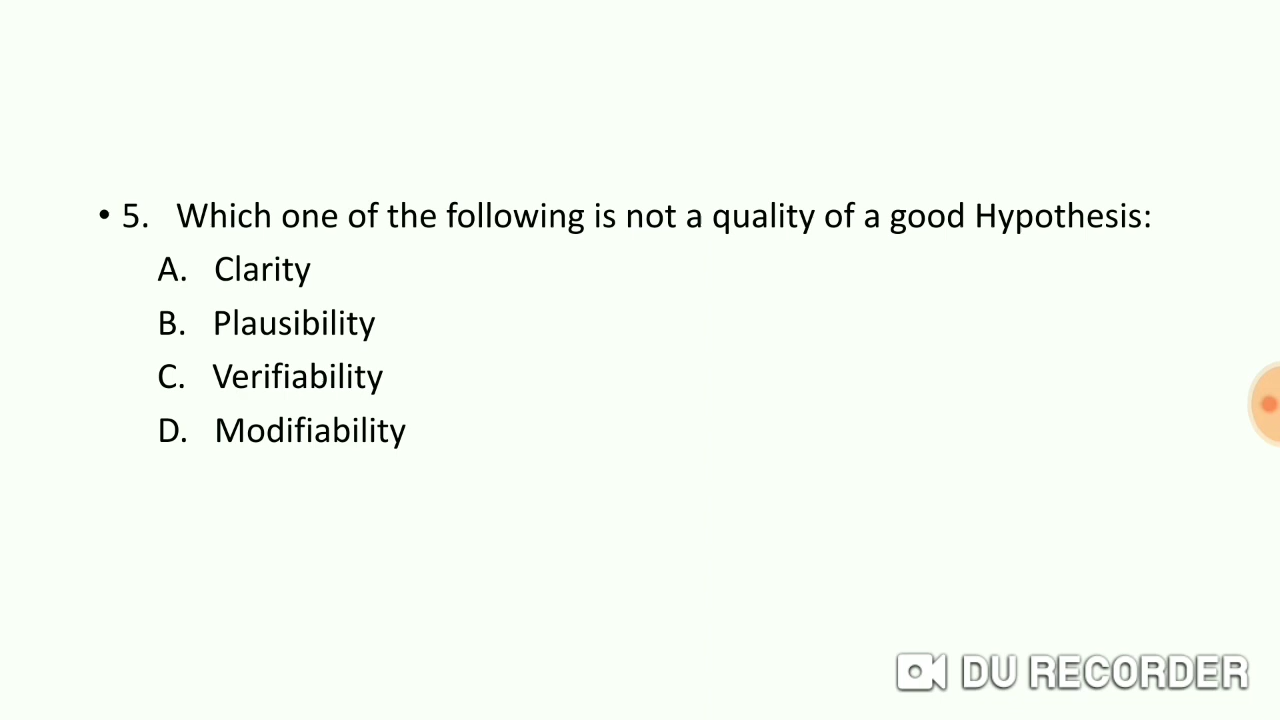 • 5. Which one of the following is not a quality of a good Hypothesis:
A. Clarity
B. Plausibility
C. Verifiability
D. Modifiability
DU RECORDER